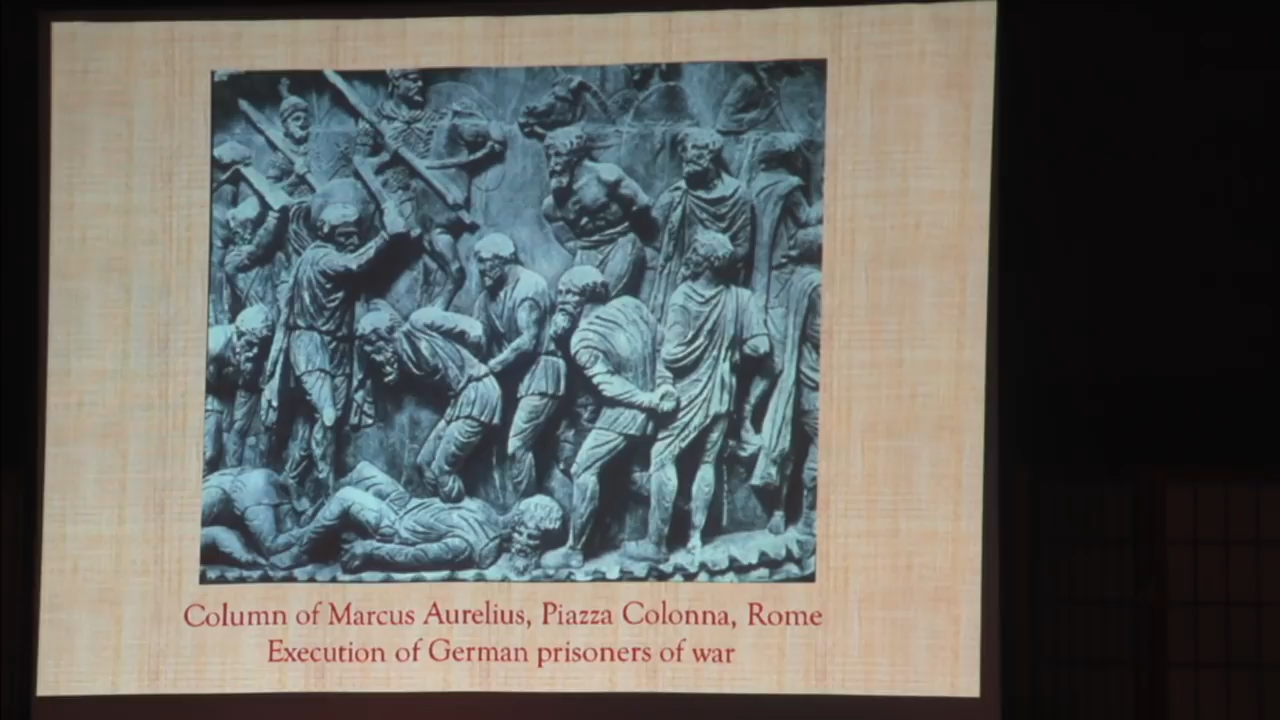 Column of Marcus Aurelius, Piazza Colonna, Rome
Execution of German prisoners of war